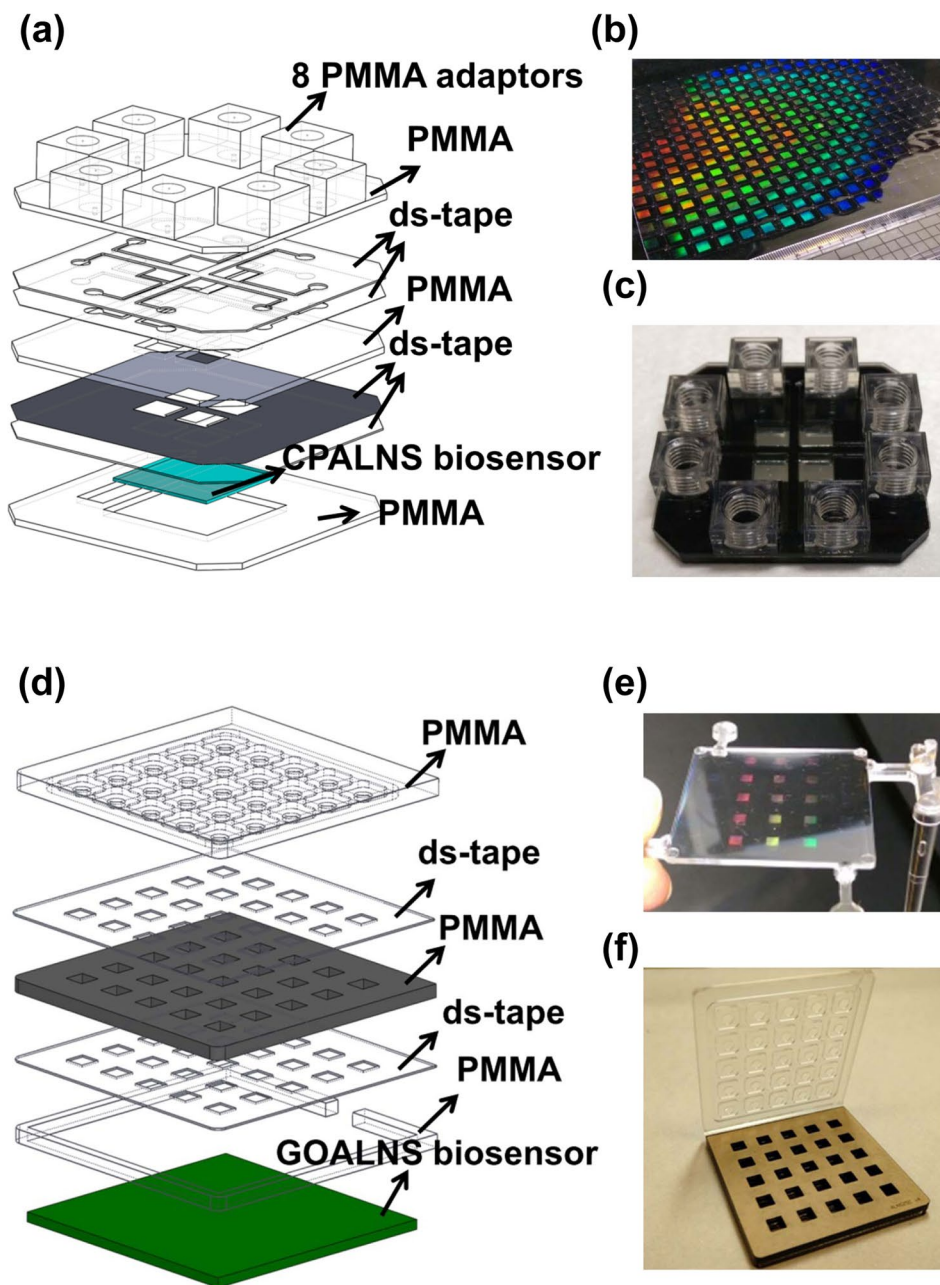 (a)
8 PMMA adaptors
PMMA
ds-tape
PMMA
ds-tape
CPALNS biosensor
PMMA
(b)
(c)
(d)
PMMA
ds-tape
PMMA
ds-tape
PMMA
GOALNS biosensor
(e)
(f)